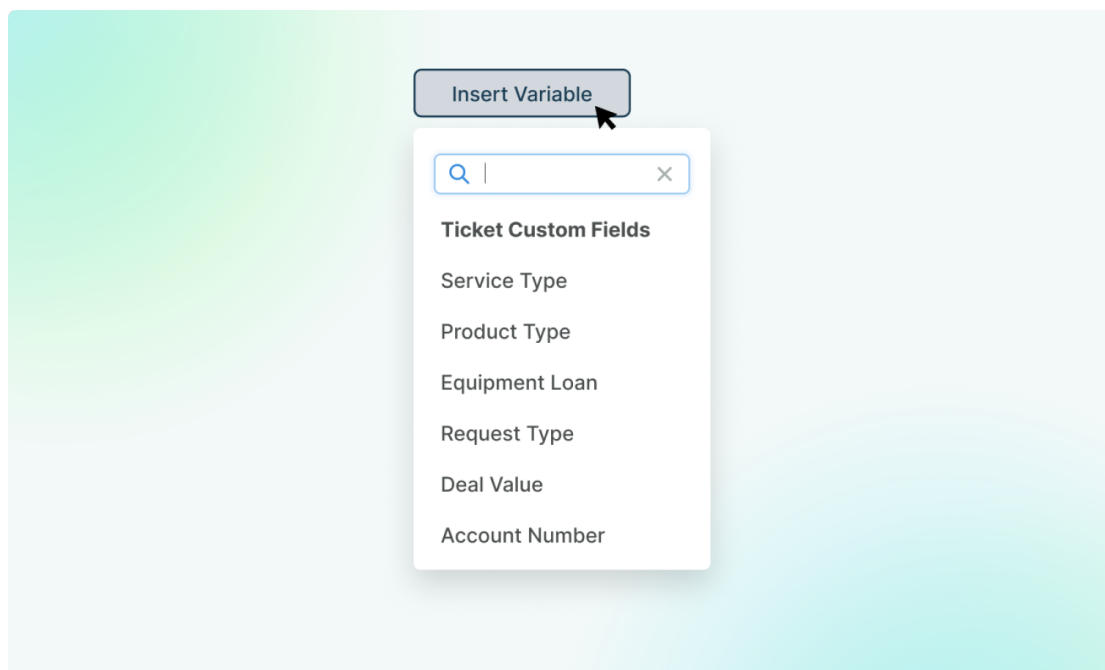 Insert Variable
Ticket Custom Fields
Service Type
Product Type
Equipment Loan
Request Type
Deal Value
Account Number